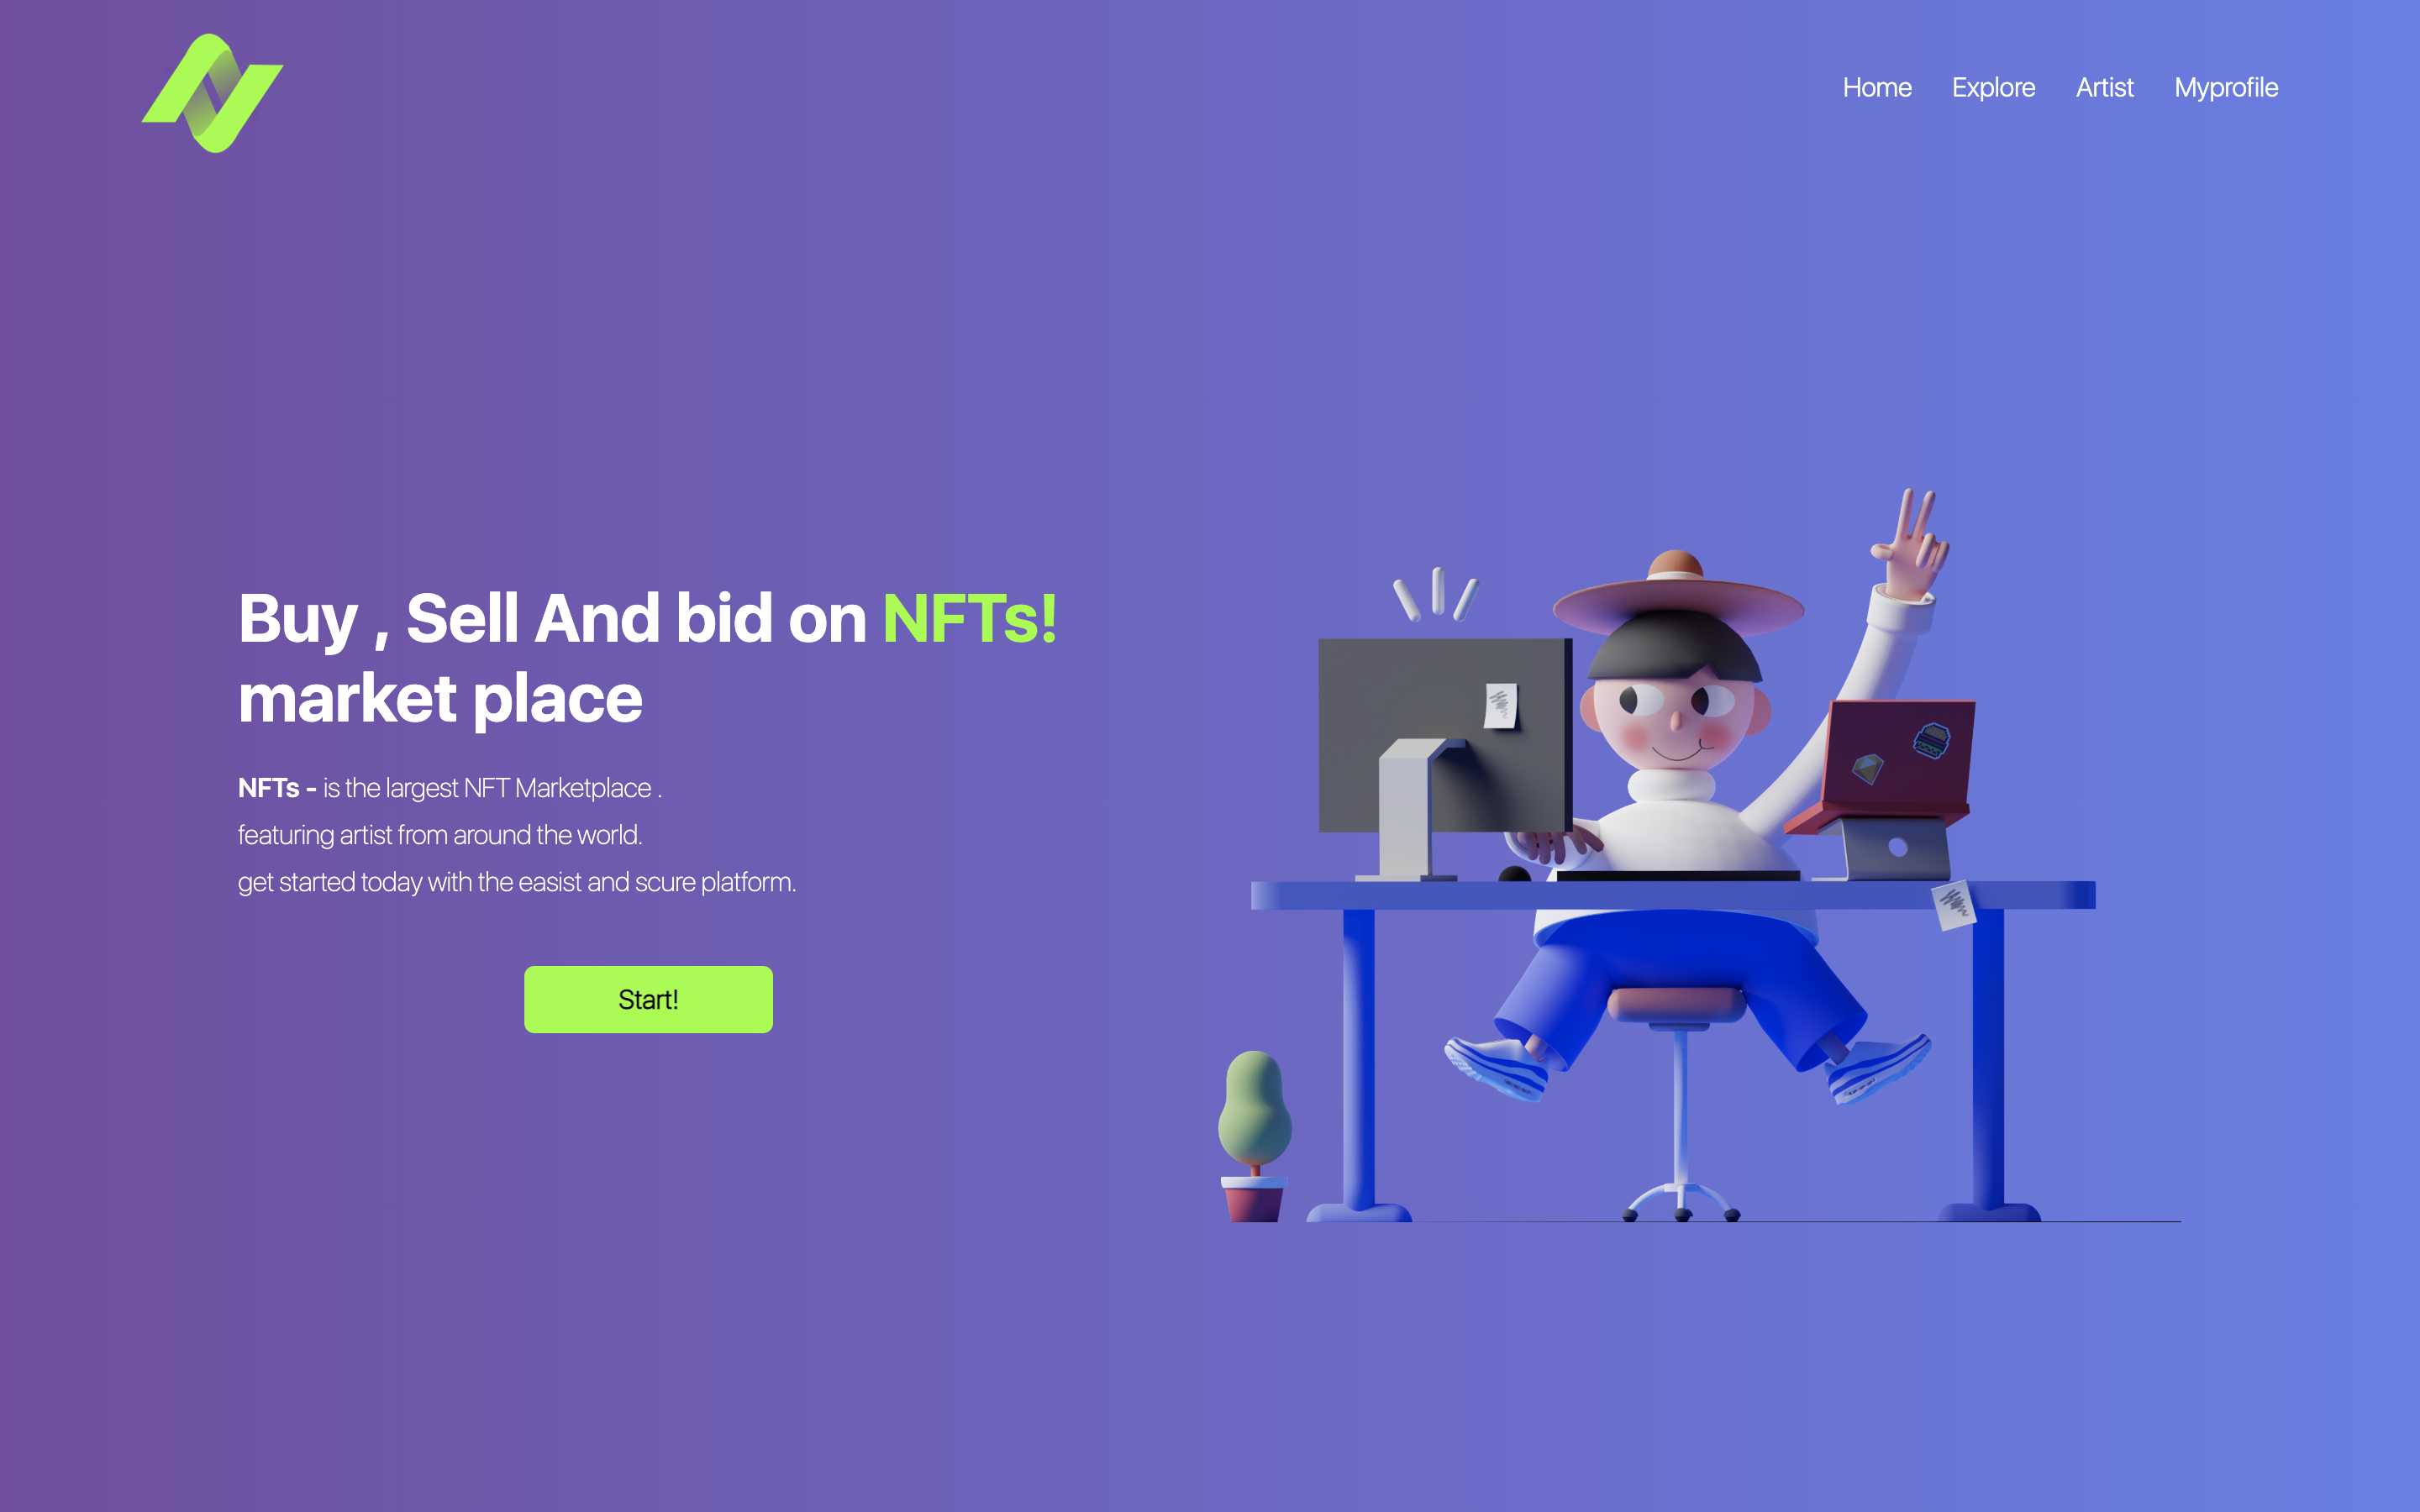 Home Explore Artist Myprofile
Buy , Sell And bid on NFTs!
market place
NFTs - is the largest NFT Marketplace .
featuring artist from around the world.
get started today with the easist and scure platform.
Start!